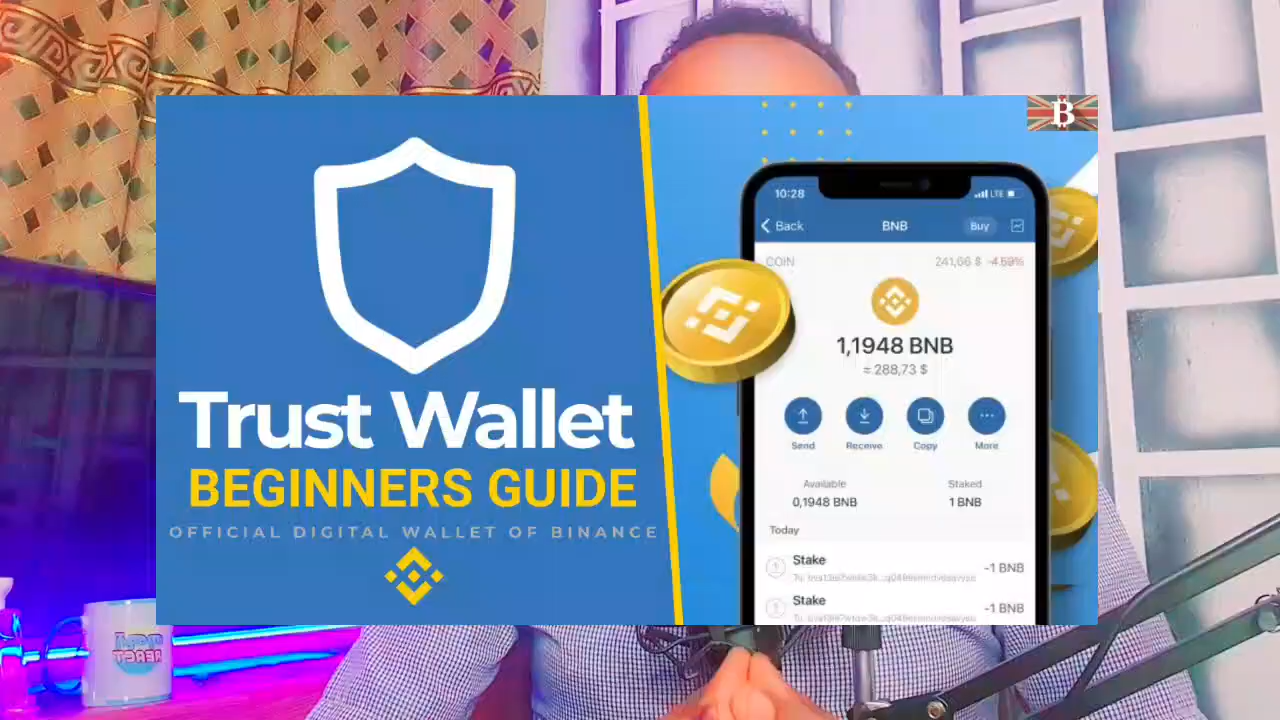 Trust Wallet
BEGINNERS GUIDE
OFFICIAL DIGITAL WALLET OF BINANCE
10:28
LTE
Back
BNB
Buy
COIN
241,66 $ -4.59%
1,1948 BNB
≈ 288,73 $
Send
Receive
Copy
More
Available
Staked
0,1948 BNB
1 BNB
Today
Stake
-1 BNB
Stake
-1 BNB